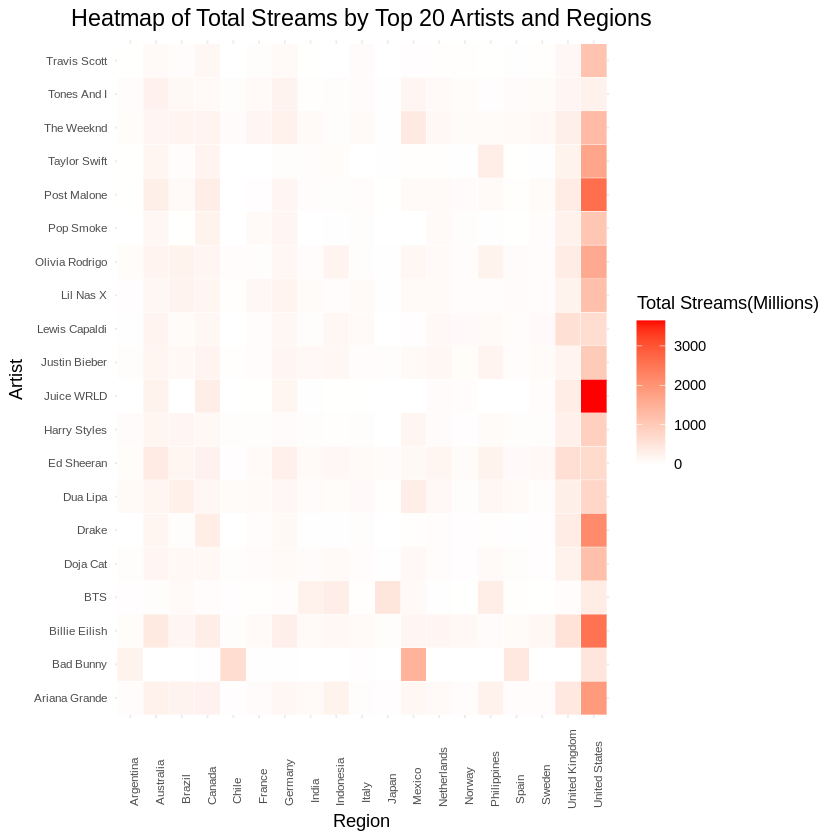 Heatmap of Total Streams by Top 20 Artists and Regions
Artist
Travis Scott
Tones And I
The Weeknd
Taylor Swift
Post Malone
Pop Smoke
Olivia Rodrigo
Lil Nas X
Lewis Capaldi
Justin Bieber
Juice WRLD
Harry Styles
Ed Sheeran
Dua Lipa
Drake
Doja Cat
BTS
Billie Eilish
Bad Bunny
Ariana Grande
Argentina
Australia
Brazil
Canada
Chile
France
Germany
India
Indonesia
Italy
Japan
Mexico
Netherlands
Norway
Philippines
Spain
Sweden
United Kingdom
United States
Region
Total Streams(Millions)
3000
2000
1000
0